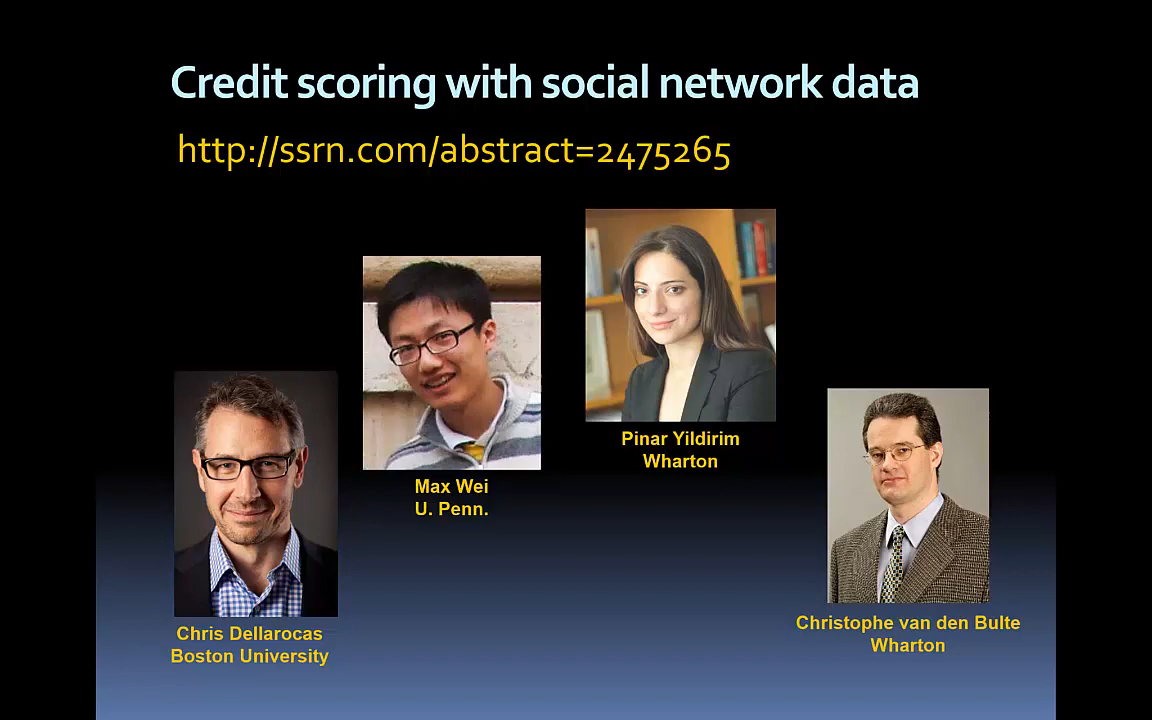 Credit scoring with social network data
http://ssrn.com/abstract=2475265
Chris Dellarocas
Boston University
Max Wei
U. Penn.
Pinar Yildirim
Wharton
Christophe van den Bulte
Wharton